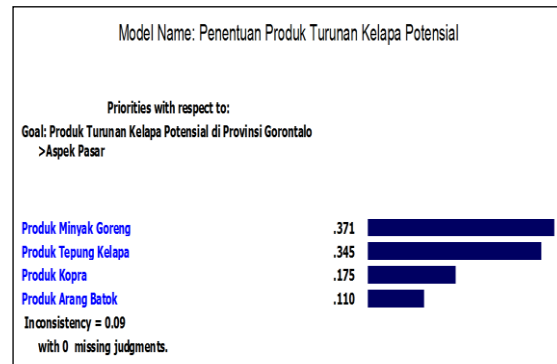 Model Name: Penentuan Produk Turunan Kelapa Potensial
Priorities with respect to:
Goal: Produk Turunan Kelapa Potensial di Provinsi Gorontalo
>Aspek Pasar
Produk Minyak Goreng .371
Produk Tepung Kelapa .345
Produk Kopra .175
Produk Arang Batok .110
Inconsistency = 0.09
with 0 missing judgments.